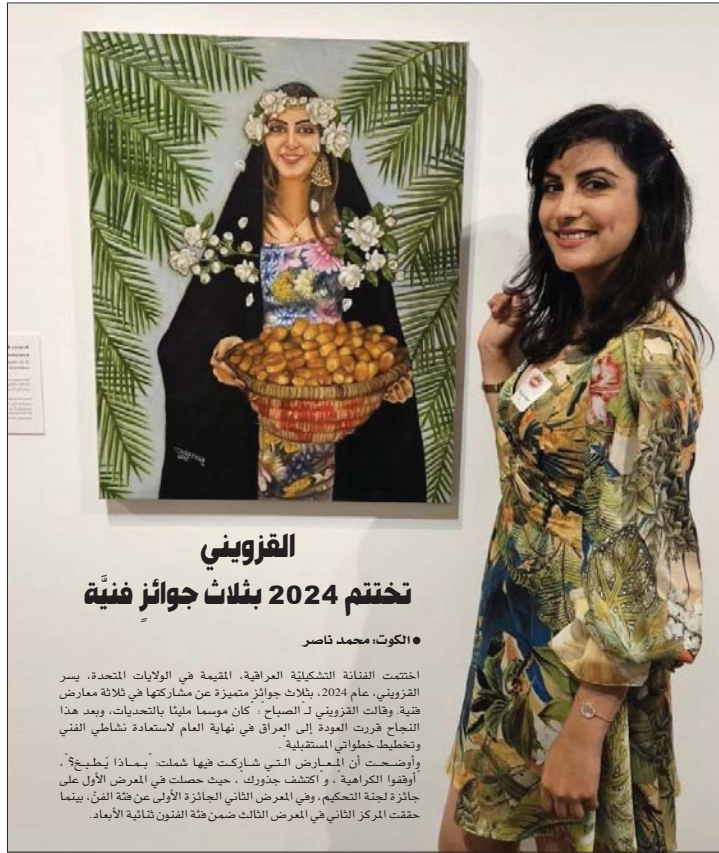 القزويني
تختتم 2024 بثلاث جوائزٍ فنيَّة
● الكوت: محمد ناصر
اختتمت الفنانة التشكيليّة العراقية، المقيمة في الولايات المتحدة، يسر
القزويني، عام 2024، بثلاث جوائز متميزة عن مشاركتها في ثلاثة معارض
فنية. وقالت القزويني لـ"الصباح": "كان موسما مليئا بالتحديات، وبعد هذا
النجاح قررت العودة إلى العراق في نهاية العام لاستعادة نشاطي الفني
وتخطيط خطواتي المستقبلية".
وأوضحت أن المعارض التي شاركت فيها شملت: "بماذا يُطبخ؟"،
"أوقفوا الكراهية"، و"اكتشف جذورك"، حيث حصلت في المعرض الأول على
جائزة لجنة التحكيم، وفي المعرض الثاني الجائزة الأولى عن فئة الفنّ، بينما
حققت المركز الثاني في المعرض الثالث ضمن فئة الفنون ثنائية الأبعاد.